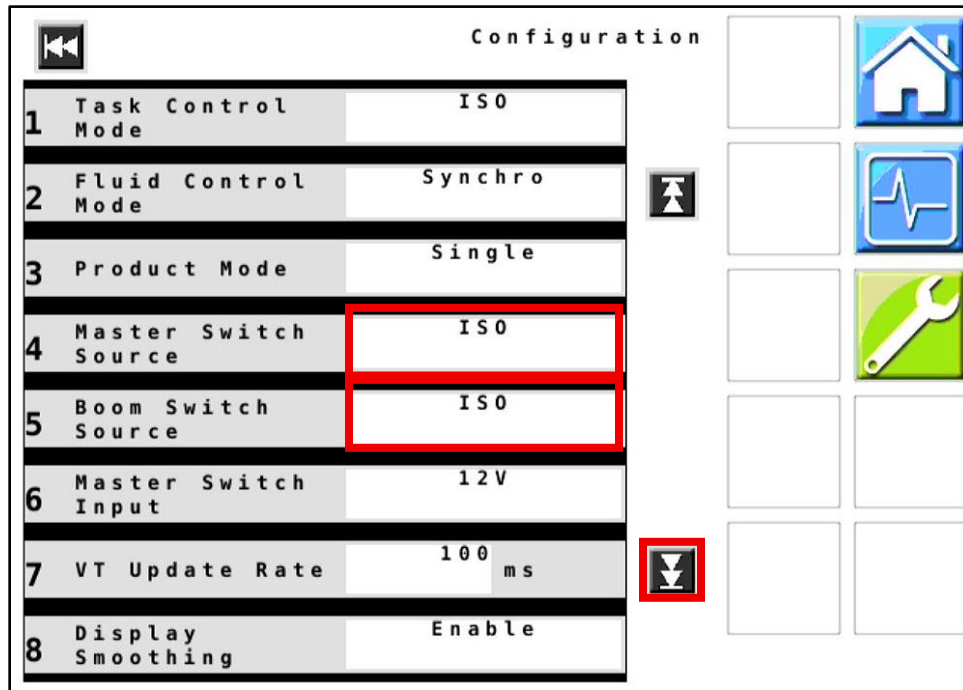 Configuration
1 Task Control Mode ISO
2 Fluid Control Mode Synchro
3 Product Mode Single
4 Master Switch Source ISO
5 Boom Switch Source ISO
6 Master Switch Input 12V
7 VT Update Rate 100 ms
8 Display Smoothing Enable